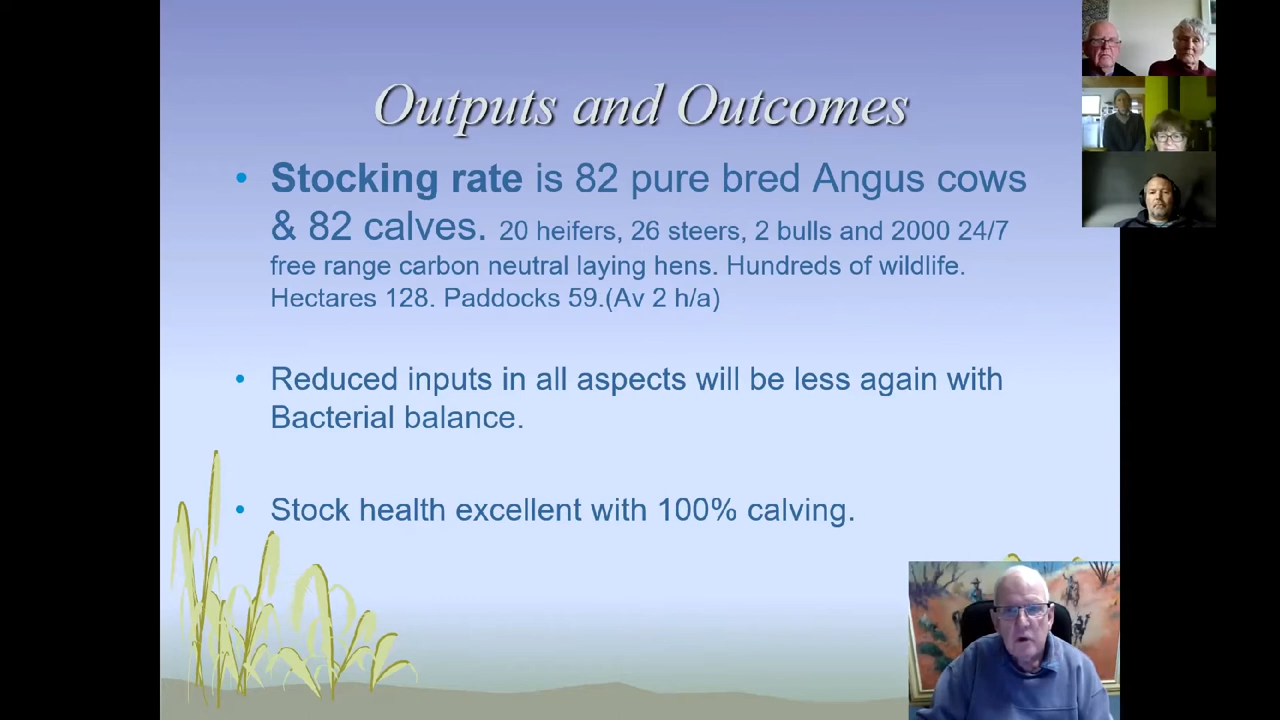 Outputs and Outcomes
• Stocking rate is 82 pure bred Angus cows
& 82 calves. 20 heifers, 26 steers, 2 bulls and 2000 24/7
free range carbon neutral laying hens. Hundreds of wildlife.
Hectares 128. Paddocks 59.(Av 2 h/a)
• Reduced inputs in all aspects will be less again with
Bacterial balance.
• Stock health excellent with 100% calving.